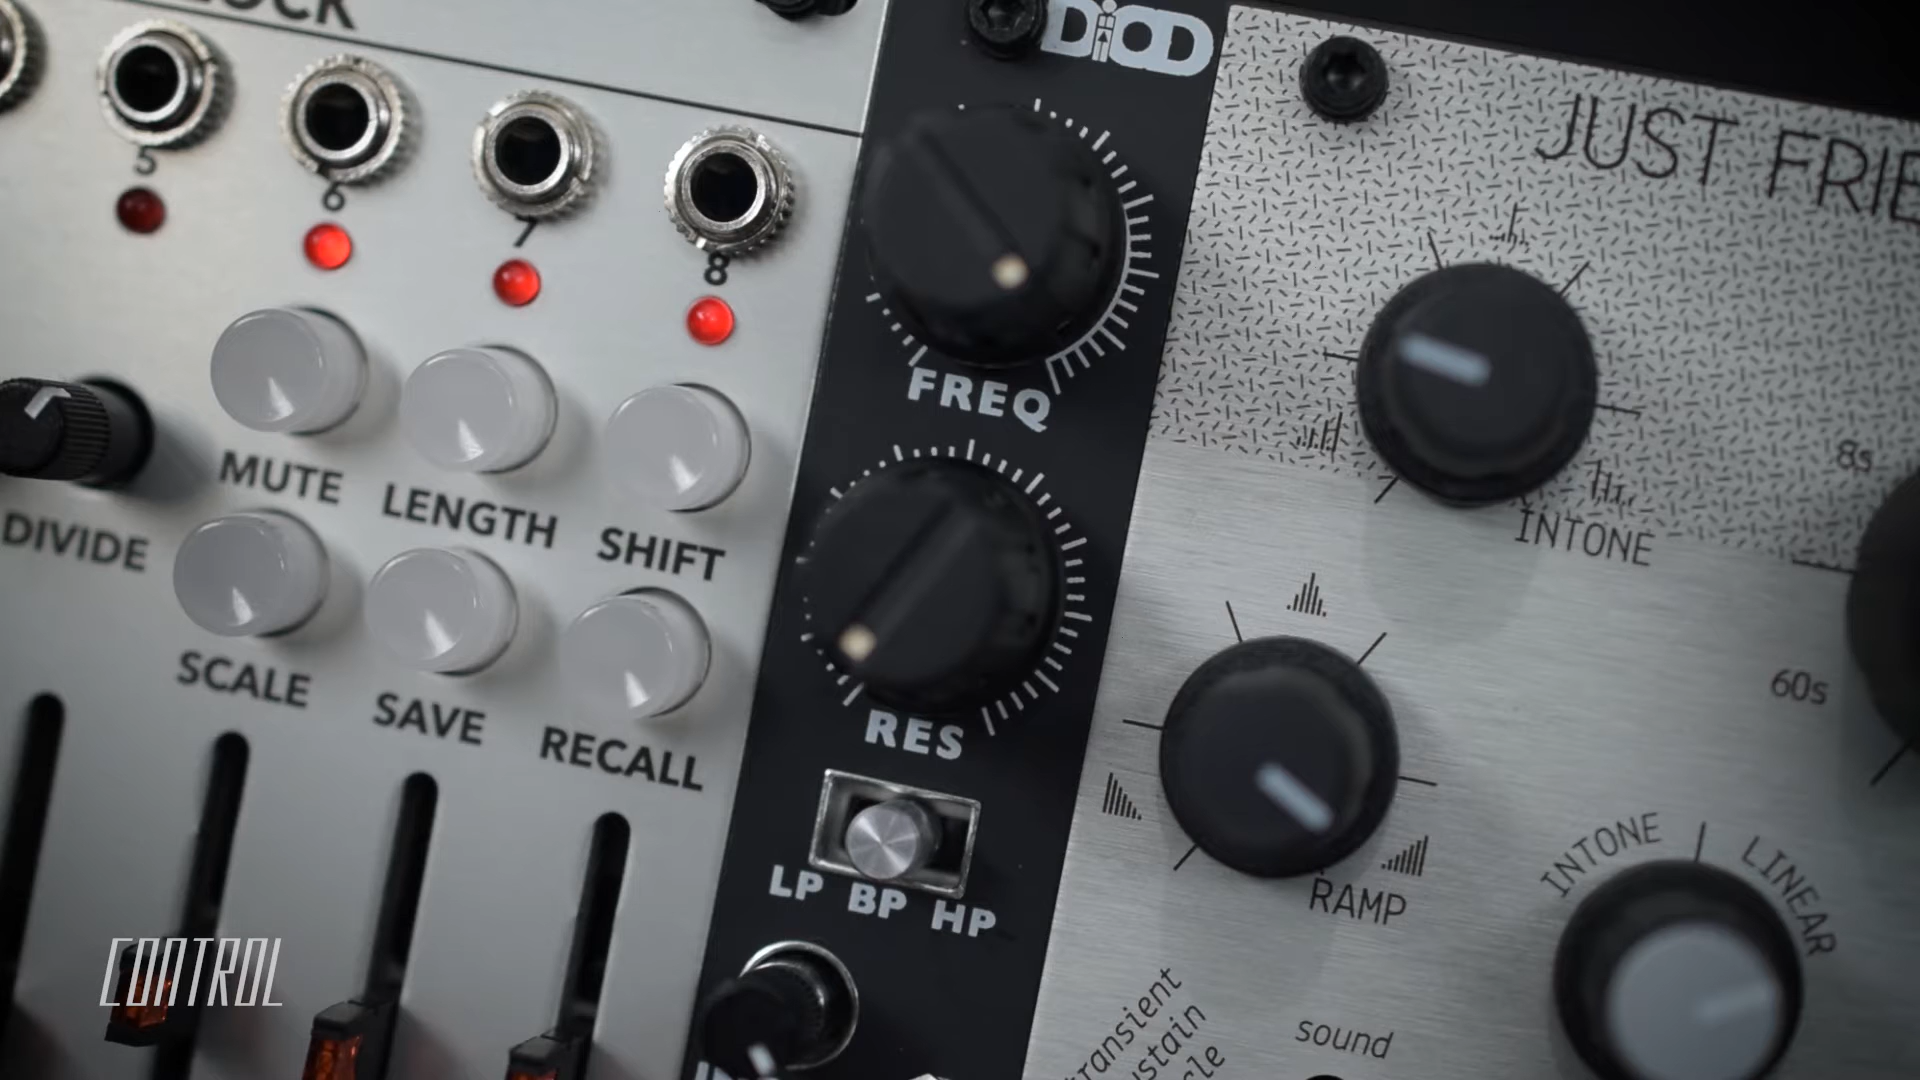 DIOD
JUST
5
6
7
8
MUTE
LENGTH
SHIFT
DIVIDE
SCALE
SAVE
RECALL
FREQ
RES
LP BP HP
INTONE
8s
60s
RAMP
INTONE
LINEAR
transient
sound
CONTROL